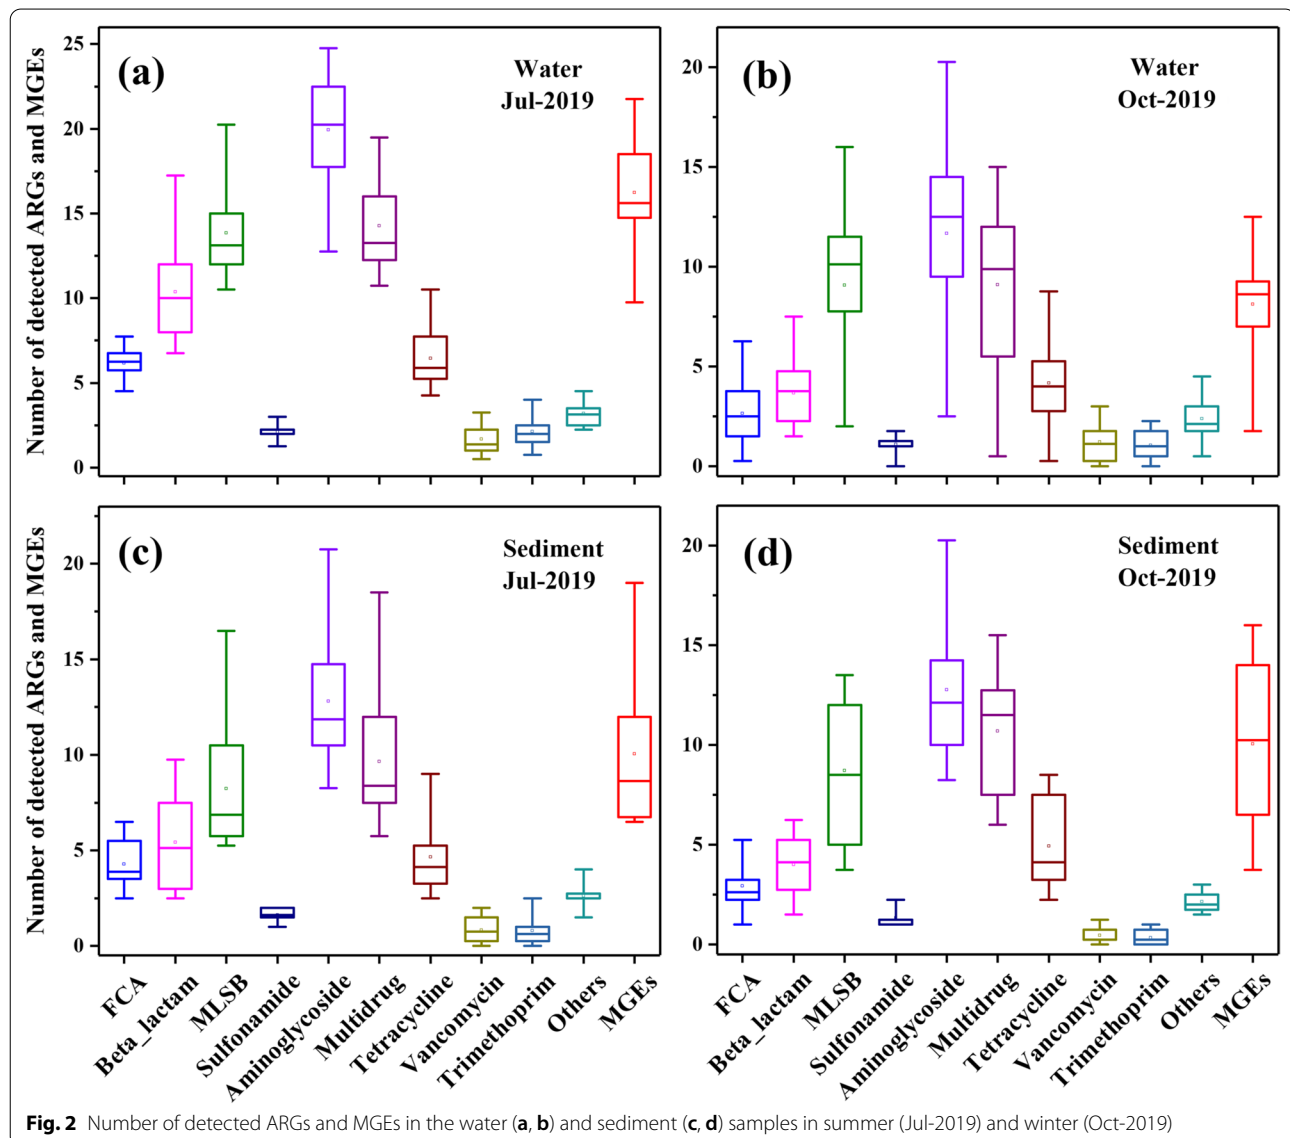 Number of detected ARGs and MGEs
25
20
15
10
5
0
(a)
Water
Jul-2019
20
15
10
5
0
(b)
Water
Oct-2019
Number of detected ARGs and MGEs
20
15
10
5
0
(c)
Sediment
Jul-2019
FCA
Beta_lactam
MLSB
Sulfonamide
Aminoglycoside
Multidrug
Tetracycline
Vancomycin
Trimethoprim
Others
MGEs
20
15
10
5
0
(d)
Sediment
Oct-2019
FCA
Beta_lactam
MLSB
Sulfonamide
Aminoglycoside
Multidrug
Tetracycline
Vancomycin
Trimethoprim
Others
MGEs
Fig. 2 Number of detected ARGs and MGEs in the water (a, b) and sediment (c, d) samples in summer (Jul-2019) and winter (Oct-2019)